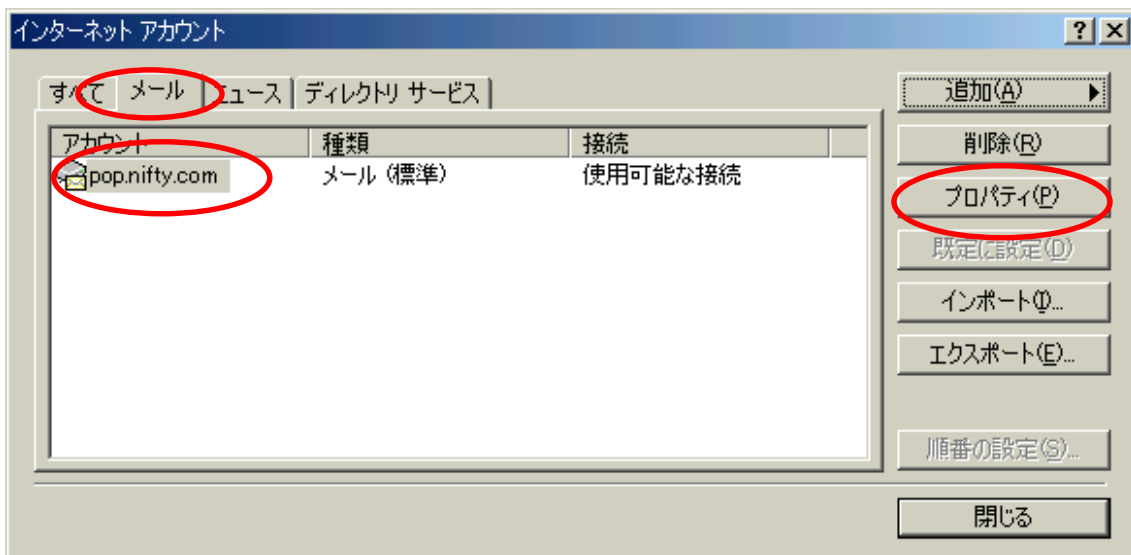 インターネット アカウント
すべて メール ニュース ディレクトリ サービス
追加(A)
アカウント 種類 接続
削除(R)
pop.nifty.com メール (標準) 使用可能な接続
プロパティ(P)
既定に設定(D)
インポート(I)...
エクスポート(E)...
順番の設定(S)...
閉じる